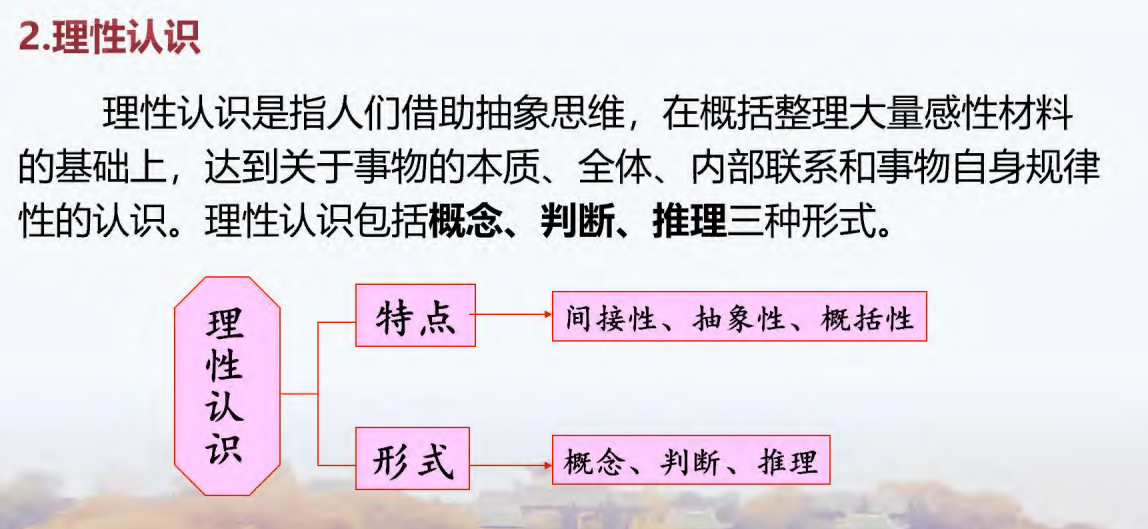 2.理性认识
理性认识是指人们借助抽象思维，在概括整理大量感性材料
的基础上，达到关于事物的本质、全体、内部联系和事物自身规律
性的认识。理性认识包括概念、判断、推理三种形式。
理性认识
特点
间接性、抽象性、概括性
形式
概念、判断、推理